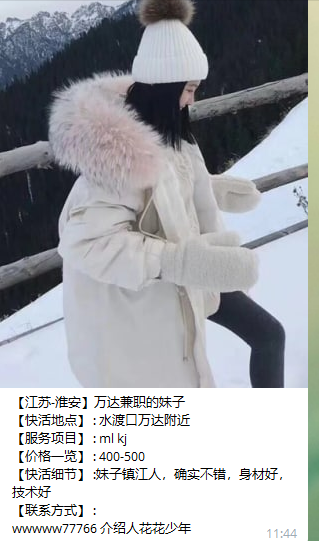 【江苏-淮安】万达兼职的妹子
【快活地点】: 水渡口万达附近
【服务项目】: ml kj
【价格一览】: 400-500
【快活细节】:妹子镇江人，确实不错，身材好，
技术好
【联系方式】:
wwwww77766 介绍人花花少年
11:44